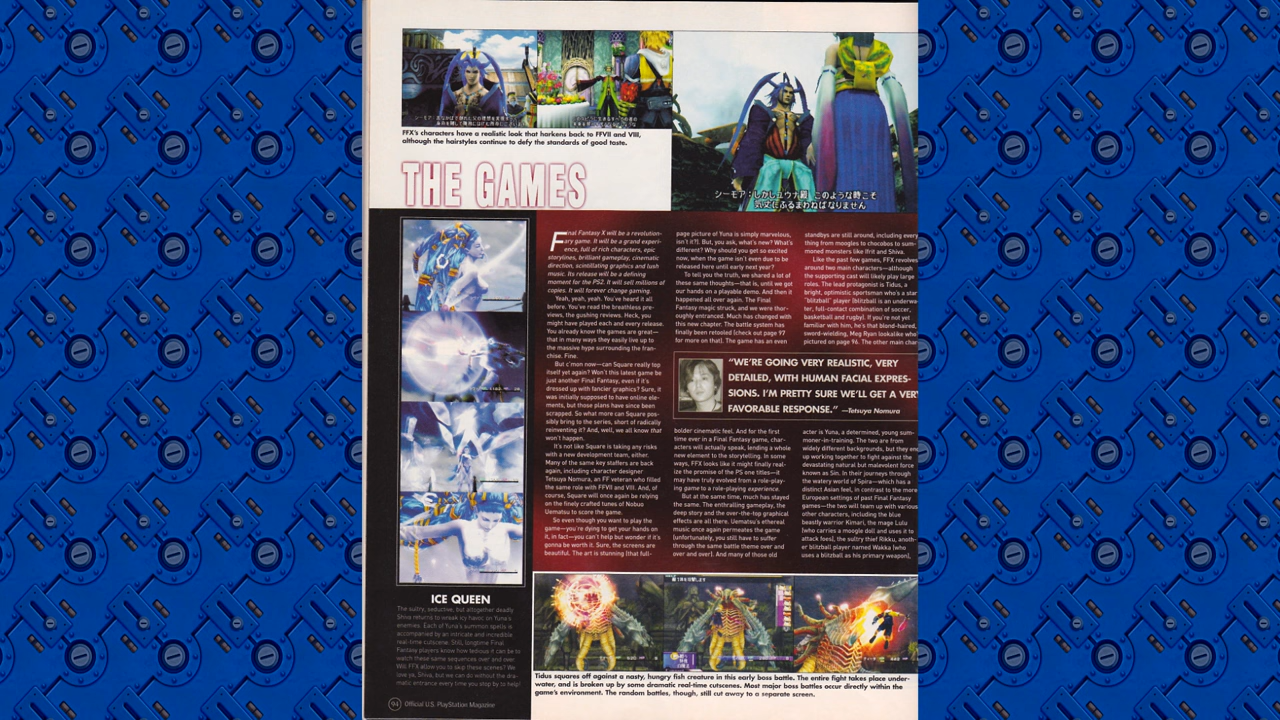 FFX's characters have a realistic look that harkens back to FFVII and VIII,
although the hairstyles continue to defy the standards of good taste.
シーモア：しかしユウナ殿 このような時こそ
気丈にふるまわねばなりません
THE GAMES
Final Fantasy X will be a revolution-
ary game. It will be a grand experi-
ence, full of rich characters, epic
storylines, brilliant gameplay, cinematic
direction, scintillating graphics and lush
music. Its release will be a defining
moment for the PS2. It will sell millions of
copies. It will forever change gaming.
Yeah, yeah, yeah. You've heard it all
before. You've read the breathless pre-
views, the gushing reviews. Heck, you
might have played each and every release.
You already know the games are great—
that in many ways they easily live up to
the massive hype surrounding the fran-
chise. Fine.
But c'mon now—can Square really top
itself yet again? Won't this latest game be
just another Final Fantasy, even if it's
dressed up with fancier graphics? Sure, it
was initially supposed to have online ele-
ments, but those plans have since been
scrapped. So what more can Square pos-
sibly bring to the series, short of radically
reinventing it? And, well, we all know that
won't happen.
It's not like Square is taking any risks
with a new development team, either.
Many of the same key staffers are back
again, including character designer
Tetsuya Nomura, an FF veteran who filled
the same role with FFVII and VIII. And, of
course, Square will once again be relying
on the finely crafted tunes of Nobuo
Uematsu to score the game.
So even though you want to play the
game—you're dying to get your hands on
it, in fact—you can't help but wonder if it's
gonna be worth it. Sure, the screens are
beautiful. The art is stunning (that full-
page picture of Yuna is simply marvelous,
isn't it?). But, you ask, what's new? What's
different? Why should you get so excited
now, when the game isn't even due to be
released here until early next year?
To tell you the truth, we shared a lot of
these same thoughts—that is, until we got
our hands on a playable demo. And then it
happened all over again. The Final
Fantasy magic struck, and we were thor-
oughly entranced. Much has changed with
this new chapter. The battle system has
finally been retooled (check out page 97
for more on that). The game has an even
bolder cinematic feel. And for the first
time ever in a Final Fantasy game, char-
acters will actually speak, lending a whole
new element to the storytelling. In some
ways, FFX looks like it might finally real-
ize the promise of the PS one titles—it
may have truly evolved from a role-play-
ing game to a role-playing experience.
But at the same time, much has stayed
the same. The enthralling gameplay, the
deep story and the over-the-top graphical
effects are all there. Uematsu's ethereal
music once again permeates the game
(unfortunately, you still have to suffer
through the same battle theme over and
over and over). And many of those old
standbys are still around, including every
thing from moogles to chocobos to sum-
moned monsters like Ifrit and Shiva.
Like the past few games, FFX revolves
around two main characters—although
the supporting cast will likely play large
roles. The lead protagonist is Tidus, a
bright, optimistic sportsman who's a star
"blitzball" player (blitzball is an underwa-
ter, full-contact combination of soccer,
basketball and rugby). If you're not yet
familiar with him, he's that blond-haired,
sword-wielding, Meg Ryan lookalike who
pictured on page 96. The other main char
acter is Yuna, a determined, young sum-
moner-in-training. The two are from
widely different backgrounds, but they en
up working together to fight against the
devastating natural but malevolent force
known as Sin. In their journeys through
the watery world of Spira—which has a
distinct Asian feel, in contrast to the more
European settings of past Final Fantasy
games—the two will team up with various
other characters, including the blue
beastly warrior Kimari, the mage Lulu
(who carries a moogle doll and uses it to
attack foes), the sultry thief Rikku, anoth-
er blitzball player named Wakka (who
uses a blitzball as his primary weapon),
"WE'RE GOING VERY REALISTIC, VERY
DETAILED, WITH HUMAN FACIAL EXPRES-
SIONS. I'M PRETTY SURE WE'LL GET A VERY
FAVORABLE RESPONSE." —Tetsuya Nomura
ICE QUEEN
The sultry, seductive, but altogether deadly
Shiva returns to wreak icy havoc on Yuna's
enemies. Each of Yuna's summon spells is
accompanied by an intricate and incredible
real-time cutscene. Still, longtime Final
Fantasy players know how tedious it can be to
watch these same sequences over and over.
Will FFX allow you to skip these scenes? We
love ya, Shiva, but we can do without the dra-
matic entrance every time you stop by to help!
Tidus squares off against a nasty, hungry fish creature in this early boss battle. The entire fight takes place under-
water, and is broken up by some dramatic real-time cutscenes. Most major boss battles occur directly within the
game's environment. The random battles, though, still cut away to a separate screen.
94 Official U.S. PlayStation Magazine